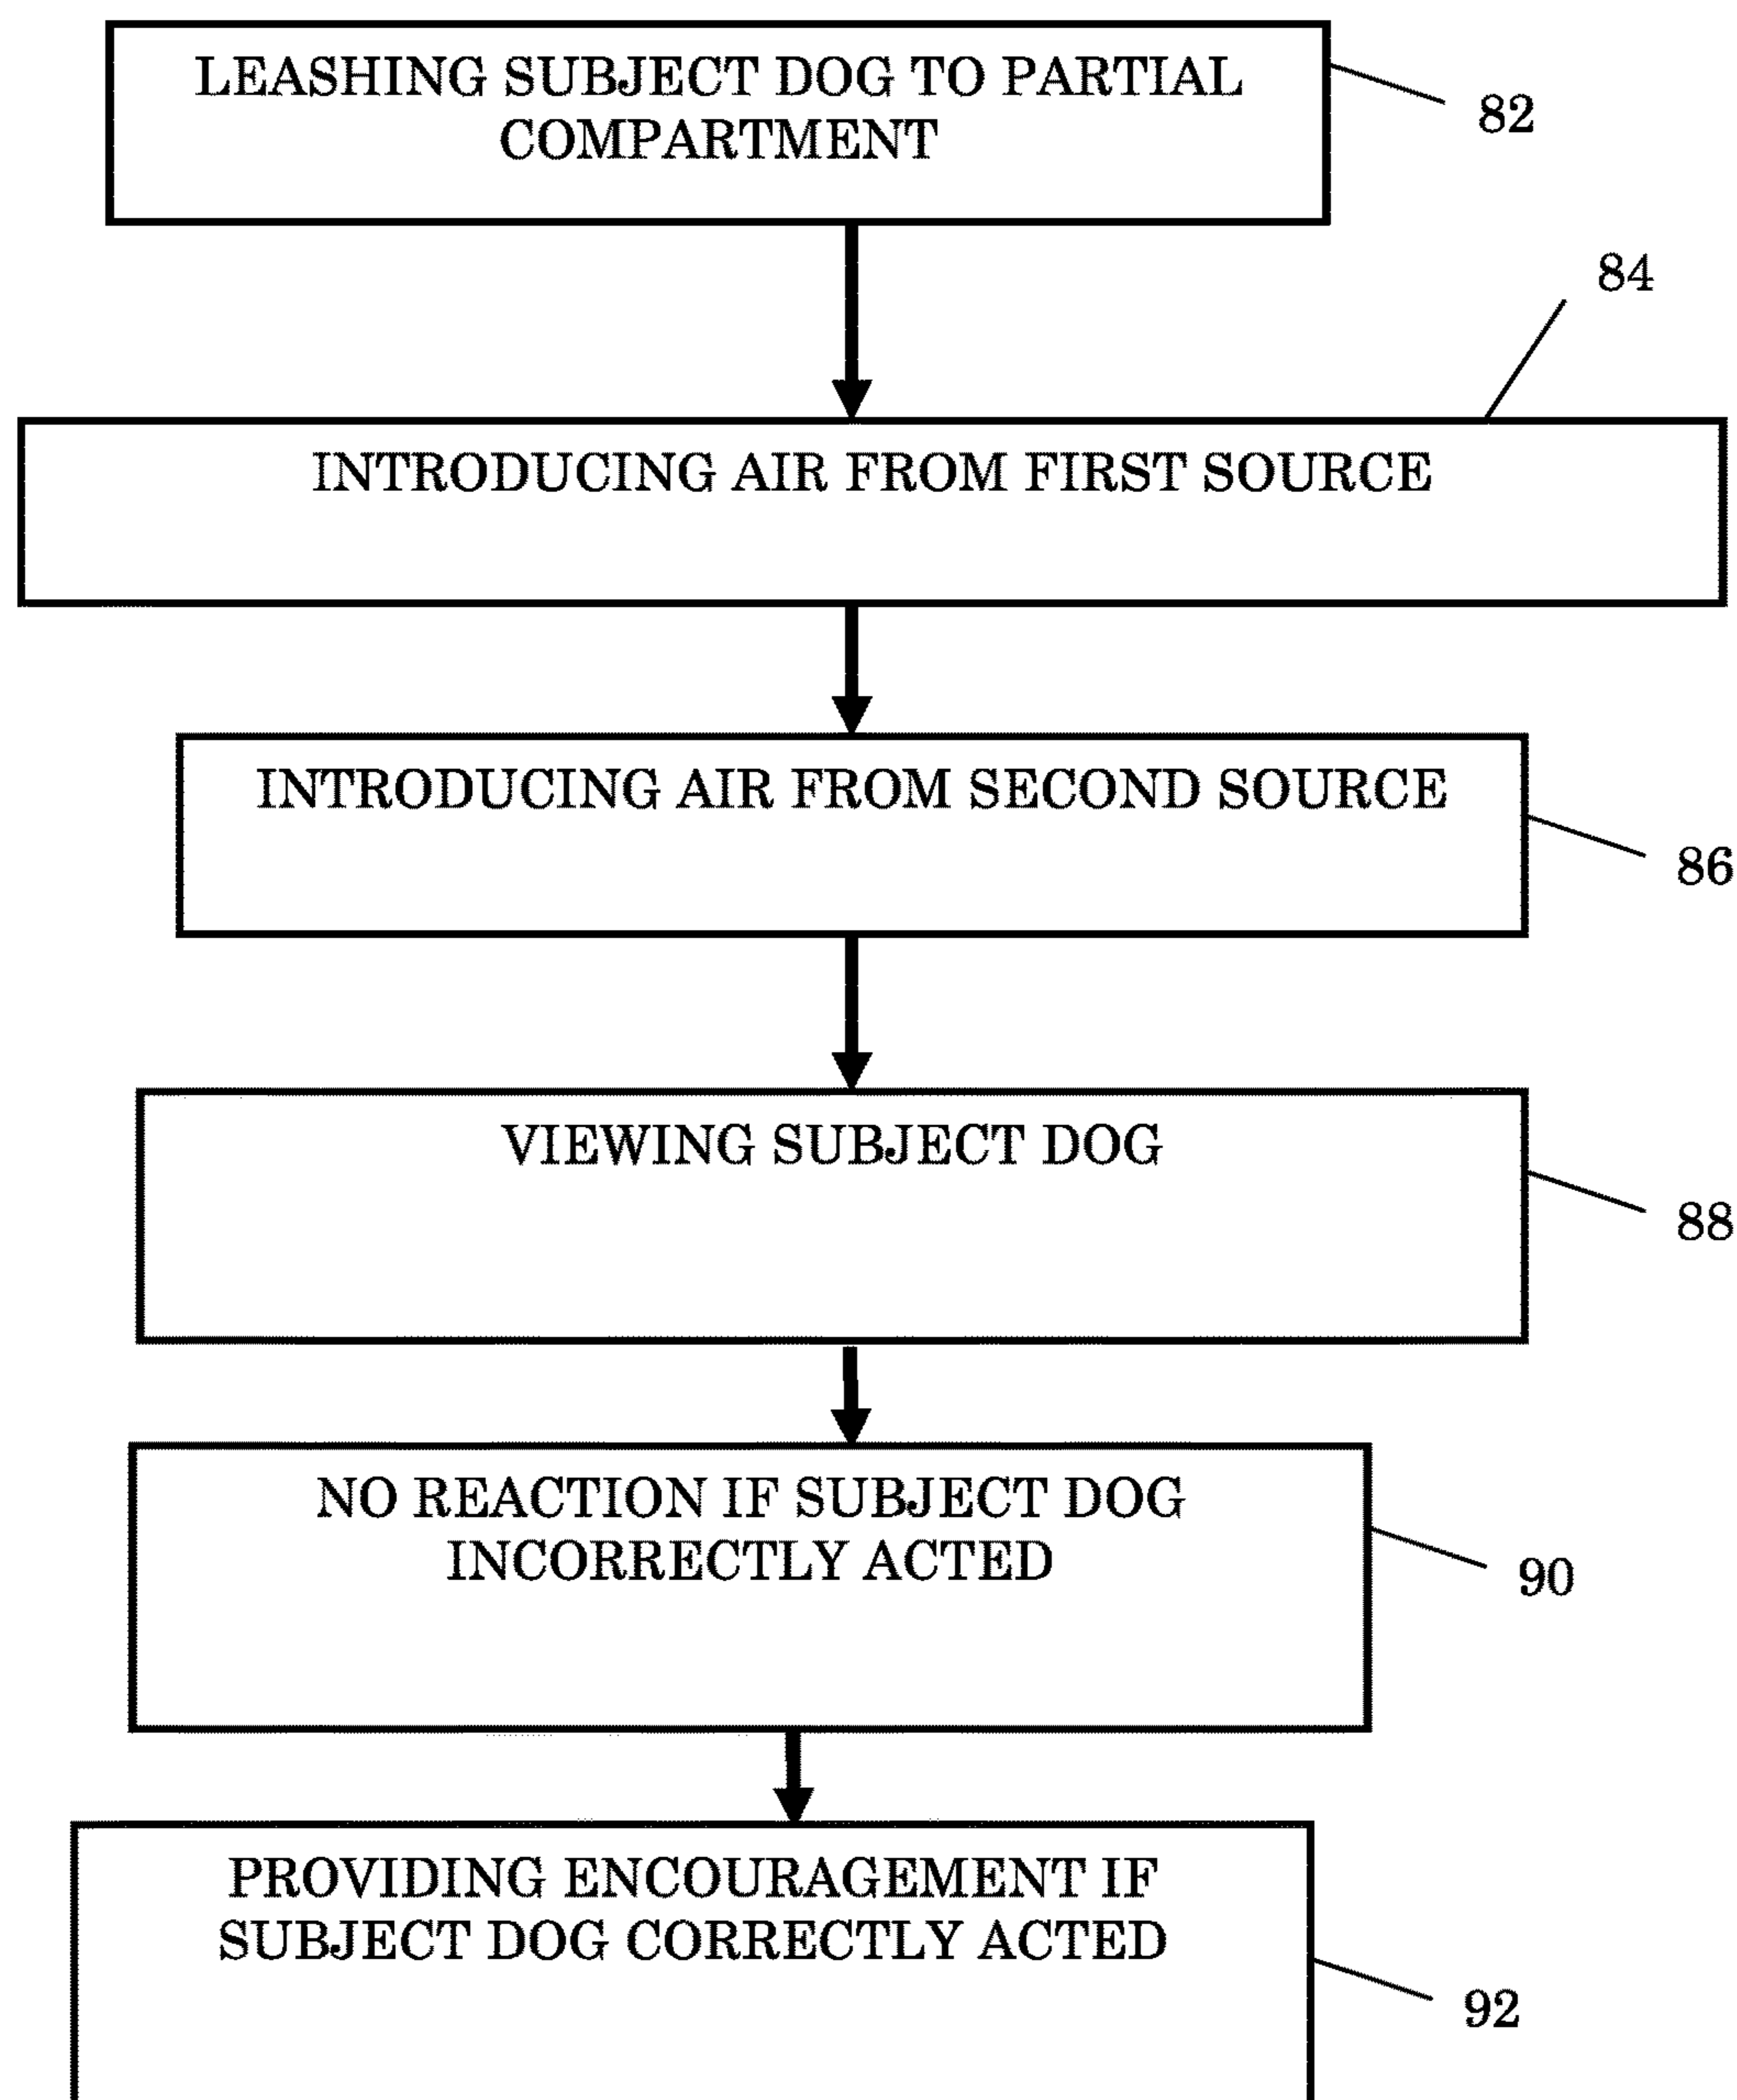 LEASHING SUBJECT DOG TO PARTIAL
COMPARTMENT
82
84
INTRODUCING AIR FROM FIRST SOURCE
INTRODUCING AIR FROM SECOND SOURCE
86
VIEWING SUBJECT DOG
88
NO REACTION IF SUBJECT DOG
INCORRECTLY ACTED
90
PROVIDING ENCOURAGEMENT IF
SUBJECT DOG CORRECTLY ACTED
92